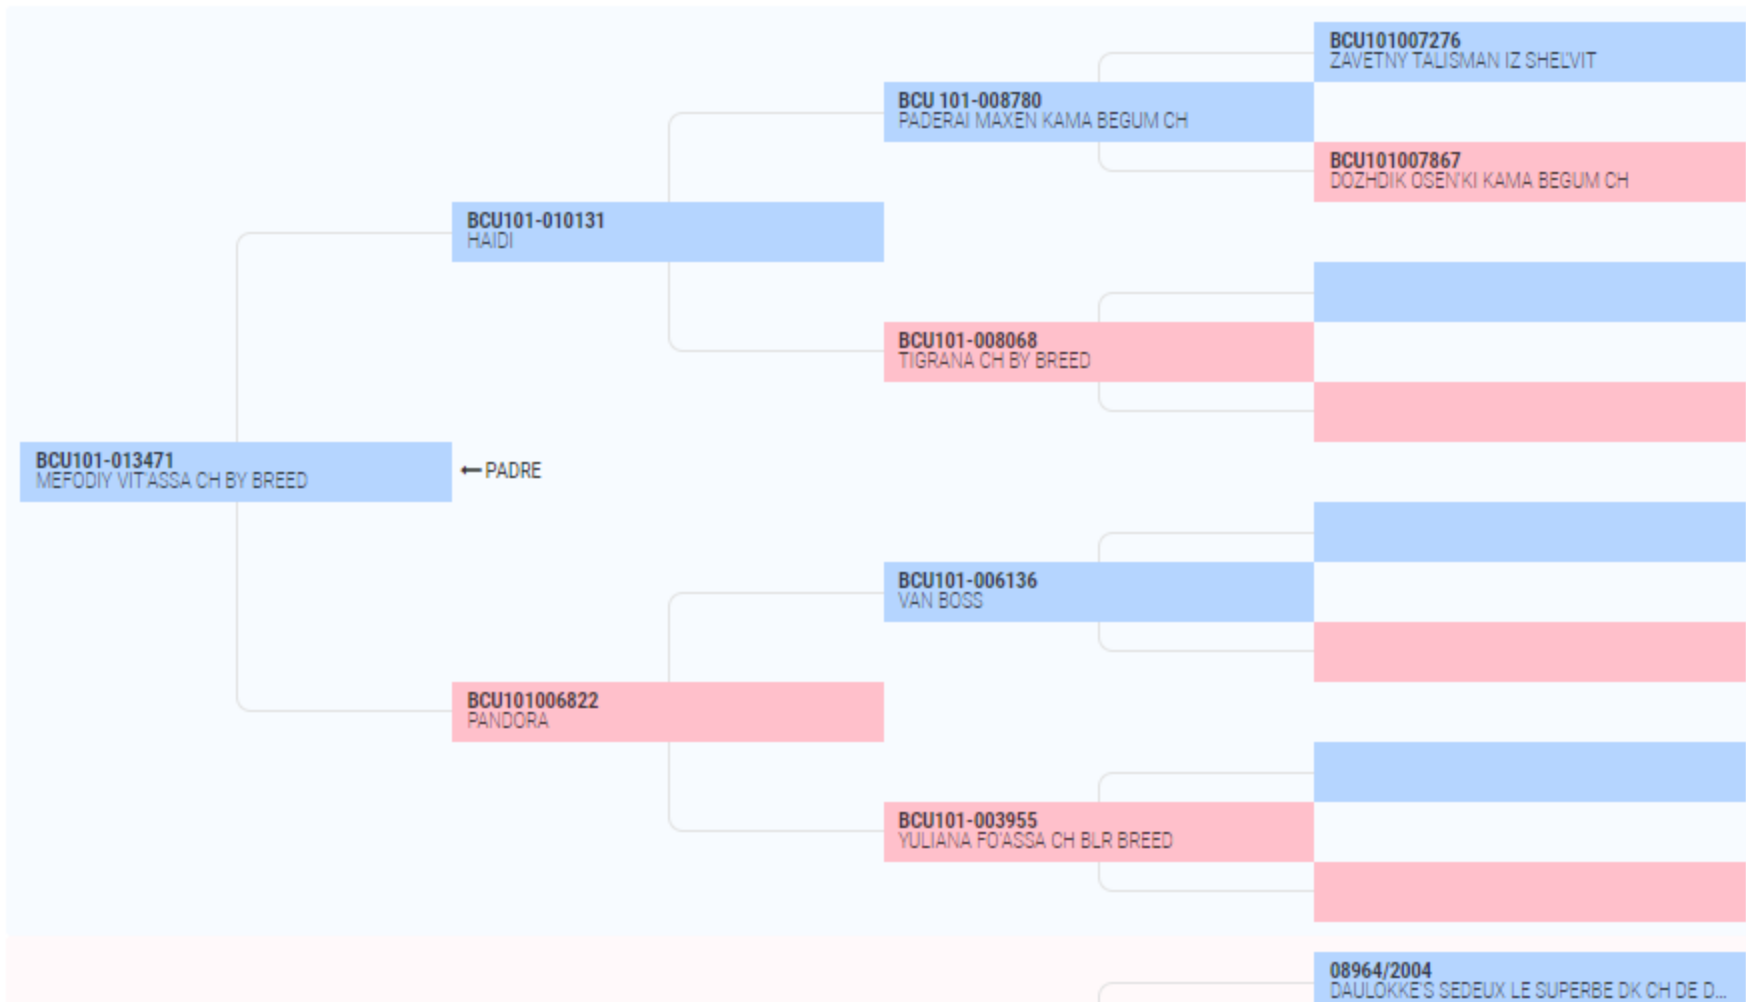 BCU101007276
ZAVETNY TALISMAN IZ SHEL'VIT
BCU 101-008780
PADERAI MAXEN KAMA BEGUM CH
BCU101007867
DOZHDIK OSEN'KI KAMA BEGUM CH
BCU101-010131
HAIDI
BCU101-008068
TIGRANA CH BY BREED
BCU101-013471
MEFODIY VIT'ASSA CH BY BREED
← PADRE
BCU101-006136
VAN BOSS
BCU101006822
PANDORA
BCU101-003955
YULIANA FO'ASSA CH BLR BREED
08964/2004
DAULOKKE'S SEDEUX LE SUPERBE DK CH DE D...